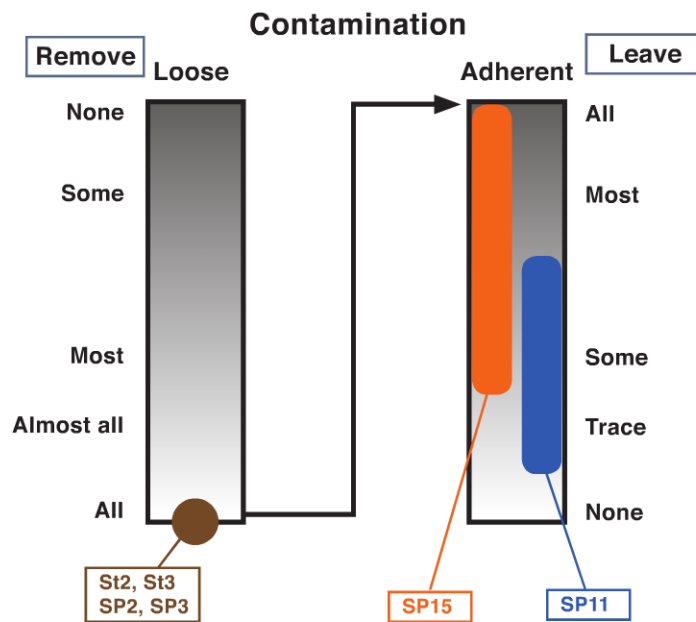 Contamination
Remove
Loose
Adherent
Leave
None
Some
Most
Almost all
All
All
Most
Some
Trace
None
St2, St3
SP2, SP3
SP15
SP11